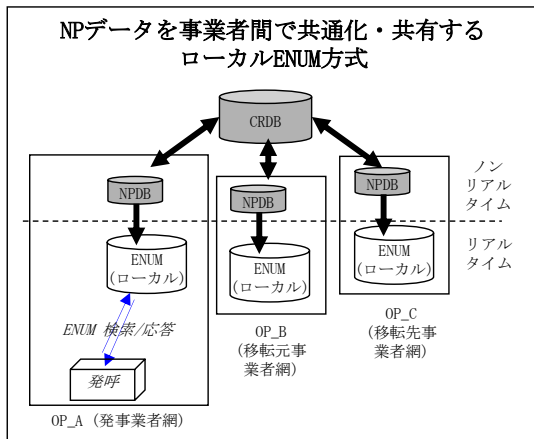 NPデータを事業者間で共通化・共有する
ローカルENUM方式
CRDB
NPDB
NPDB
NPDB
ノン
リアル
タイム
リアル
タイム
ENUM
(ローカル)
ENUM
(ローカル)
ENUM
(ローカル)
ENUM 検索/応答
発呼
OP_A (発事業者網)
OP_B
(移転元事
業者網)
OP_C
(移転先事
業者網)